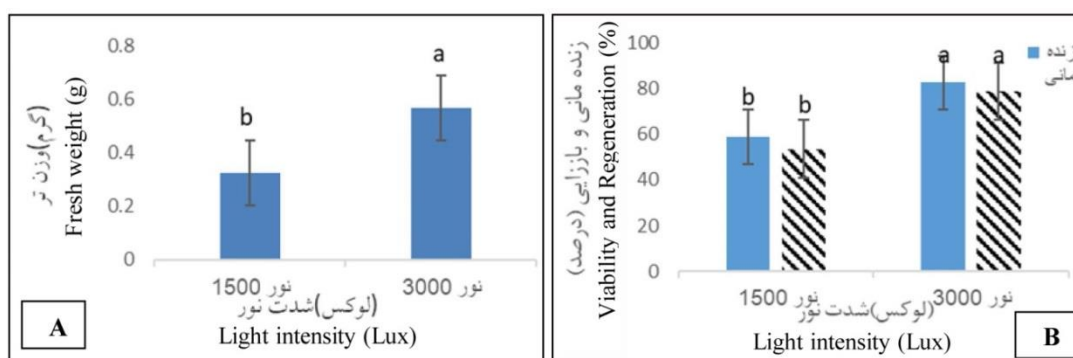 0.8
0.6
0.4
0.2
0
(گرم)وزن تر
Fresh weight (g)
b
a
نور 1500
نور 3000
(لوکس)شدت نور
Light intensity (Lux)
A
100
80
60
40
20
0
زنده مانی و باززایی (درصد)
Viability and Regeneration (%)
b
b
a
a
زنده
مانی
نور 1500
نور 3000
(لوکس)شدت نور
Light intensity (Lux)
B